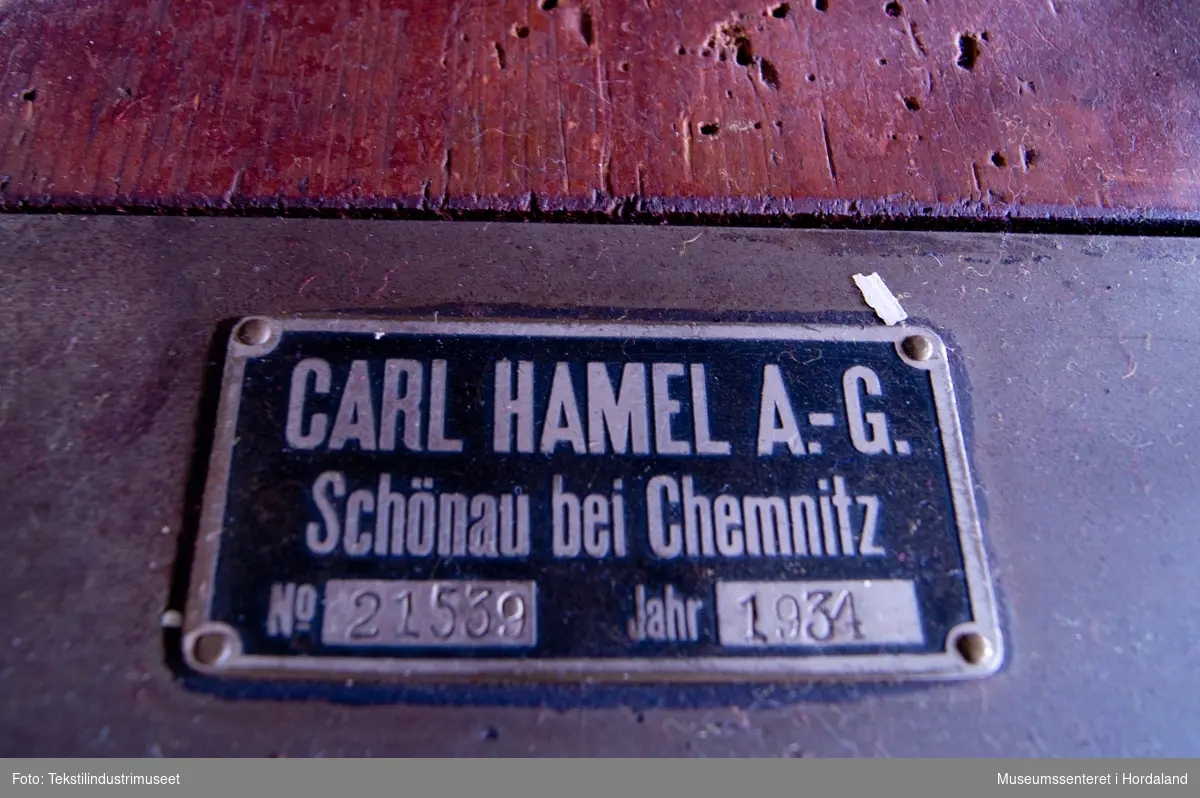 CARL HAMEL A.-G.
Schönau bei Chemnitz
No 21539 Jahr 1934
Foto: Tekstilindustrimuseet
Museumssenteret i Hordaland